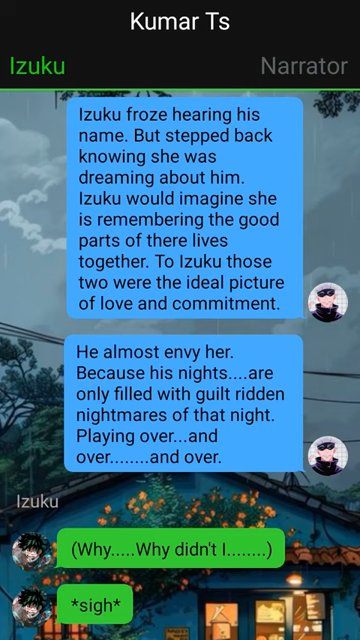 Kumar Ts
Izuku
Narrator
Izuku froze hearing his
name. But stepped back
knowing she was
dreaming about him.
Izuku would imagine she
is remembering the good
parts of there lives
together. To Izuku those
two were the ideal picture
of love and commitment.
He almost envy her.
Because his nights....are
only filled with guilt ridden
nightmares of that night.
Playing over...and
over........and over.
Izuku
(Why.....Why didn't I........)
*sigh*